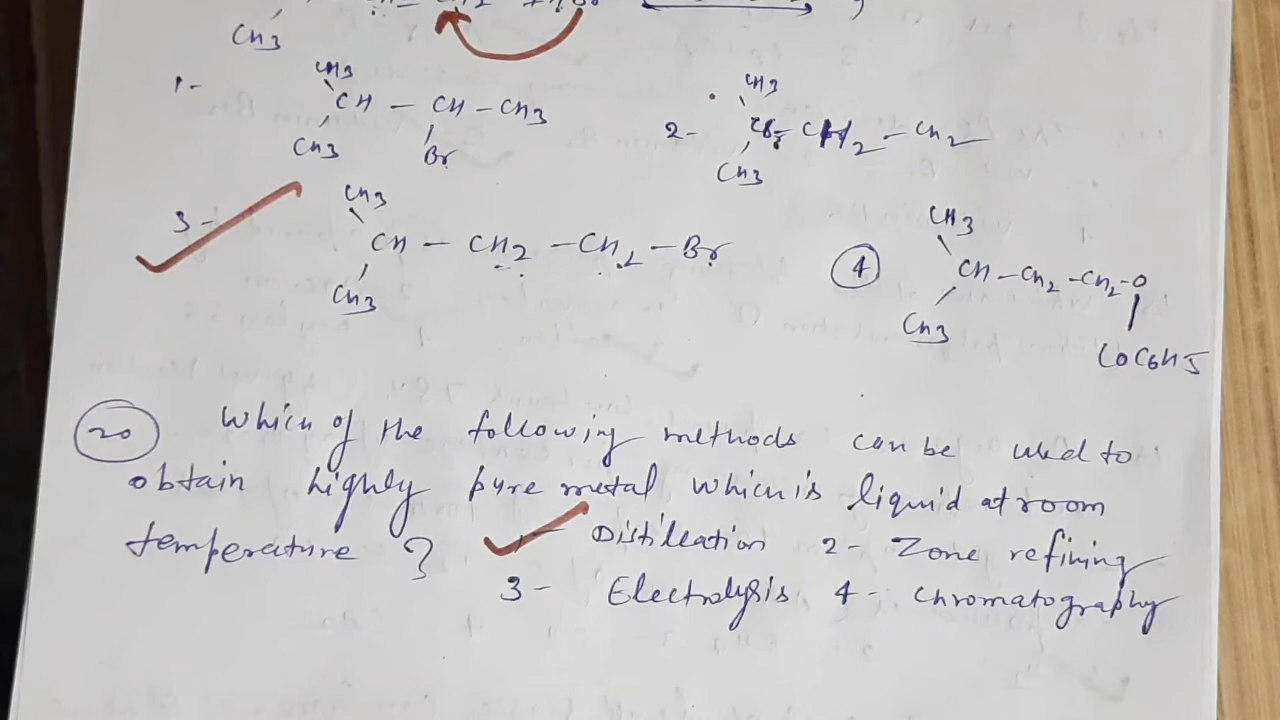 CH3
1-
CH3
CH — CH — CH3
CH3 Br
2-
CH3
CH2 — CH2
CH3
3-
CH3
CH — CH2 — CH2 — Br
CH3
4
CH3
CH — CH2 — CH2 — O
CH3
COC6H5
20 Which of the following methods can be used to
obtain highly pure metal which is liquid at room
temperature ? 1- Distillation 2- Zone refining
3- Electrolysis 4- Chromatography